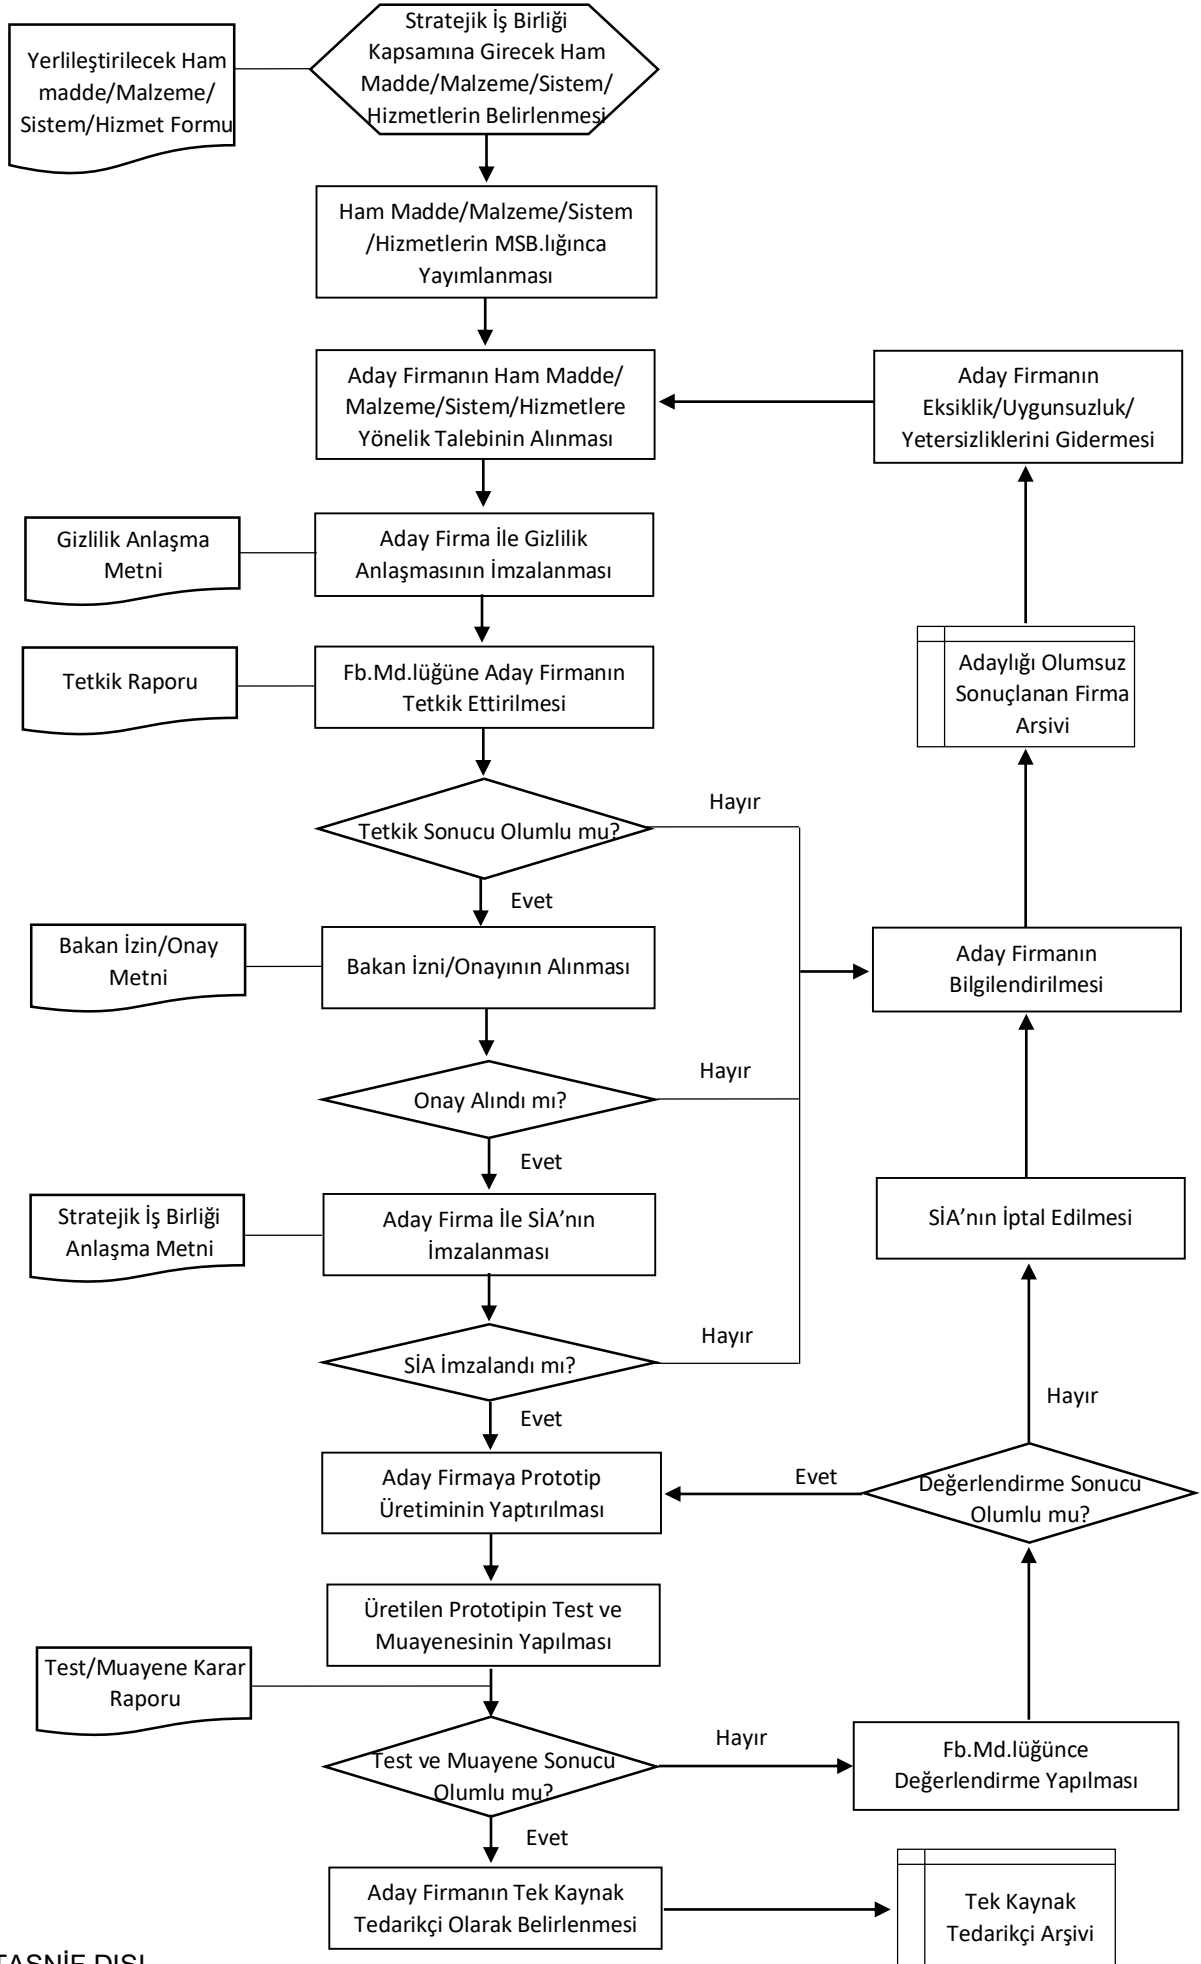 Stratejik İş Birliği
Kapsamına Girecek Ham
Madde/Malzeme/Sistem/
Hizmetlerin Belirlenmesi
Yerlileştirilecek Ham
madde/Malzeme/
Sistem/Hizmet Formu
Ham Madde/Malzeme/Sistem
/Hizmetlerin MSB.lığınca
Yayımlanması
Aday Firmanın Ham Madde/
Malzeme/Sistem/Hizmetlere
Yönelik Talebinin Alınması
Aday Firmanın
Eksiklik/Uygunsuzluk/
Yetersizliklerini Gidermesi
Gizlilik Anlaşma
Metni
Aday Firma İle Gizlilik
Anlaşmasının İmzalanması
Tetkik Raporu
Fb.Md.lüğüne Aday Firmanın
Tetkik Ettirilmesi
Adaylığı Olumsuz
Sonuçlanan Firma
Arsivi
Hayır
Tetkik Sonucu Olumlu mu?
Evet
Bakan İzin/Onay
Metni
Bakan İzni/Onayının Alınması
Aday Firmanın
Bilgilendirilmesi
Hayır
Onay Alındı mı?
Evet
Stratejik İş Birliği
Anlaşma Metni
Aday Firma İle SİA’nın
İmzalanması
SİA’nın İptal Edilmesi
Hayır
SİA İmzalandı mı?
Hayır
Evet
Aday Firmaya Prototip
Üretiminin Yaptırılması
Evet
Değerlendirme Sonucu
Olumlu mu?
Üretilen Prototipin Test ve
Muayenesinin Yapılması
Test/Muayene Karar
Raporu
Hayır
Test ve Muayene Sonucu
Olumlu mu?
Fb.Md.lüğünce
Değerlendirme Yapılması
Evet
Aday Firmanın Tek Kaynak
Tedarikçi Olarak Belirlenmesi
Tek Kaynak
Tedarikçi Arşivi